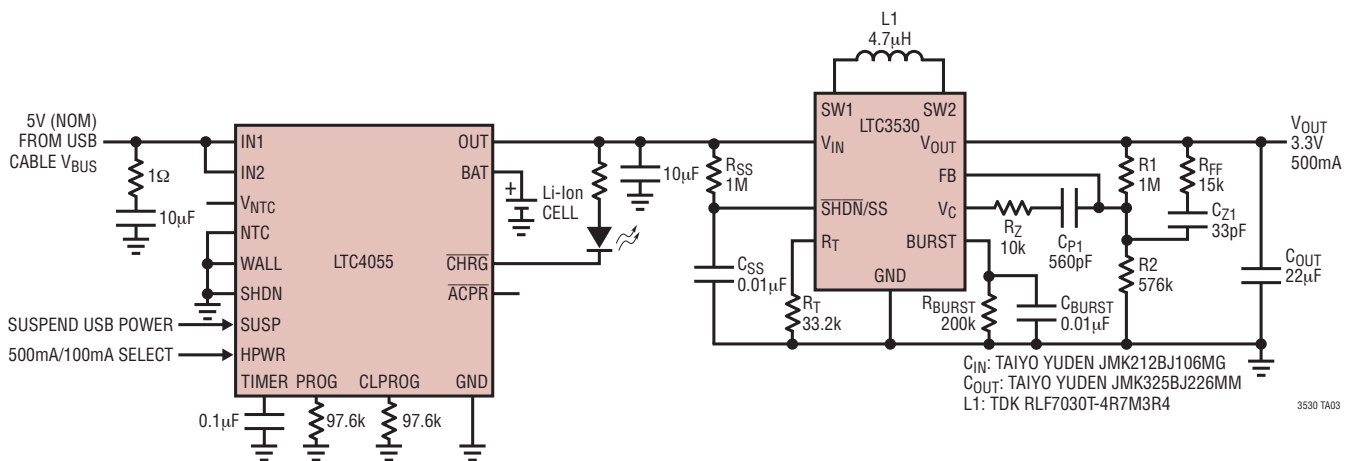 L1
4.7µH
5V (NOM)
FROM USB
CABLE VBUS
1Ω
10µF
IN1
IN2
VNTC
NTC
WALL
SHDN
SUSP
HPWR
SUSPEND USB POWER
500mA/100mA SELECT
LTC4055
OUT
BAT
CHRG
ACPR
TIMER
PROG
CLPROG
GND
0.1µF
97.6k
97.6k
+
Li-Ion
CELL
10µF
RSS
1M
CSS
0.01µF
SW1
SW2
LTC3530
VIN
VOUT
FB
SHDN/SS
VC
RT
BURST
GND
RT
33.2k
RZ
10k
CP1
560pF
RBURST
200k
CBURST
0.01µF
R1
1M
RFF
15k
CZ1
33pF
R2
576k
COUT
22µF
VOUT
3.3V
500mA
CIN: TAIYO YUDEN JMK212BJ106MG
COUT: TAIYO YUDEN JMK325BJ226MM
L1: TDK RLF7030T-4R7M3R4
3530 TA03